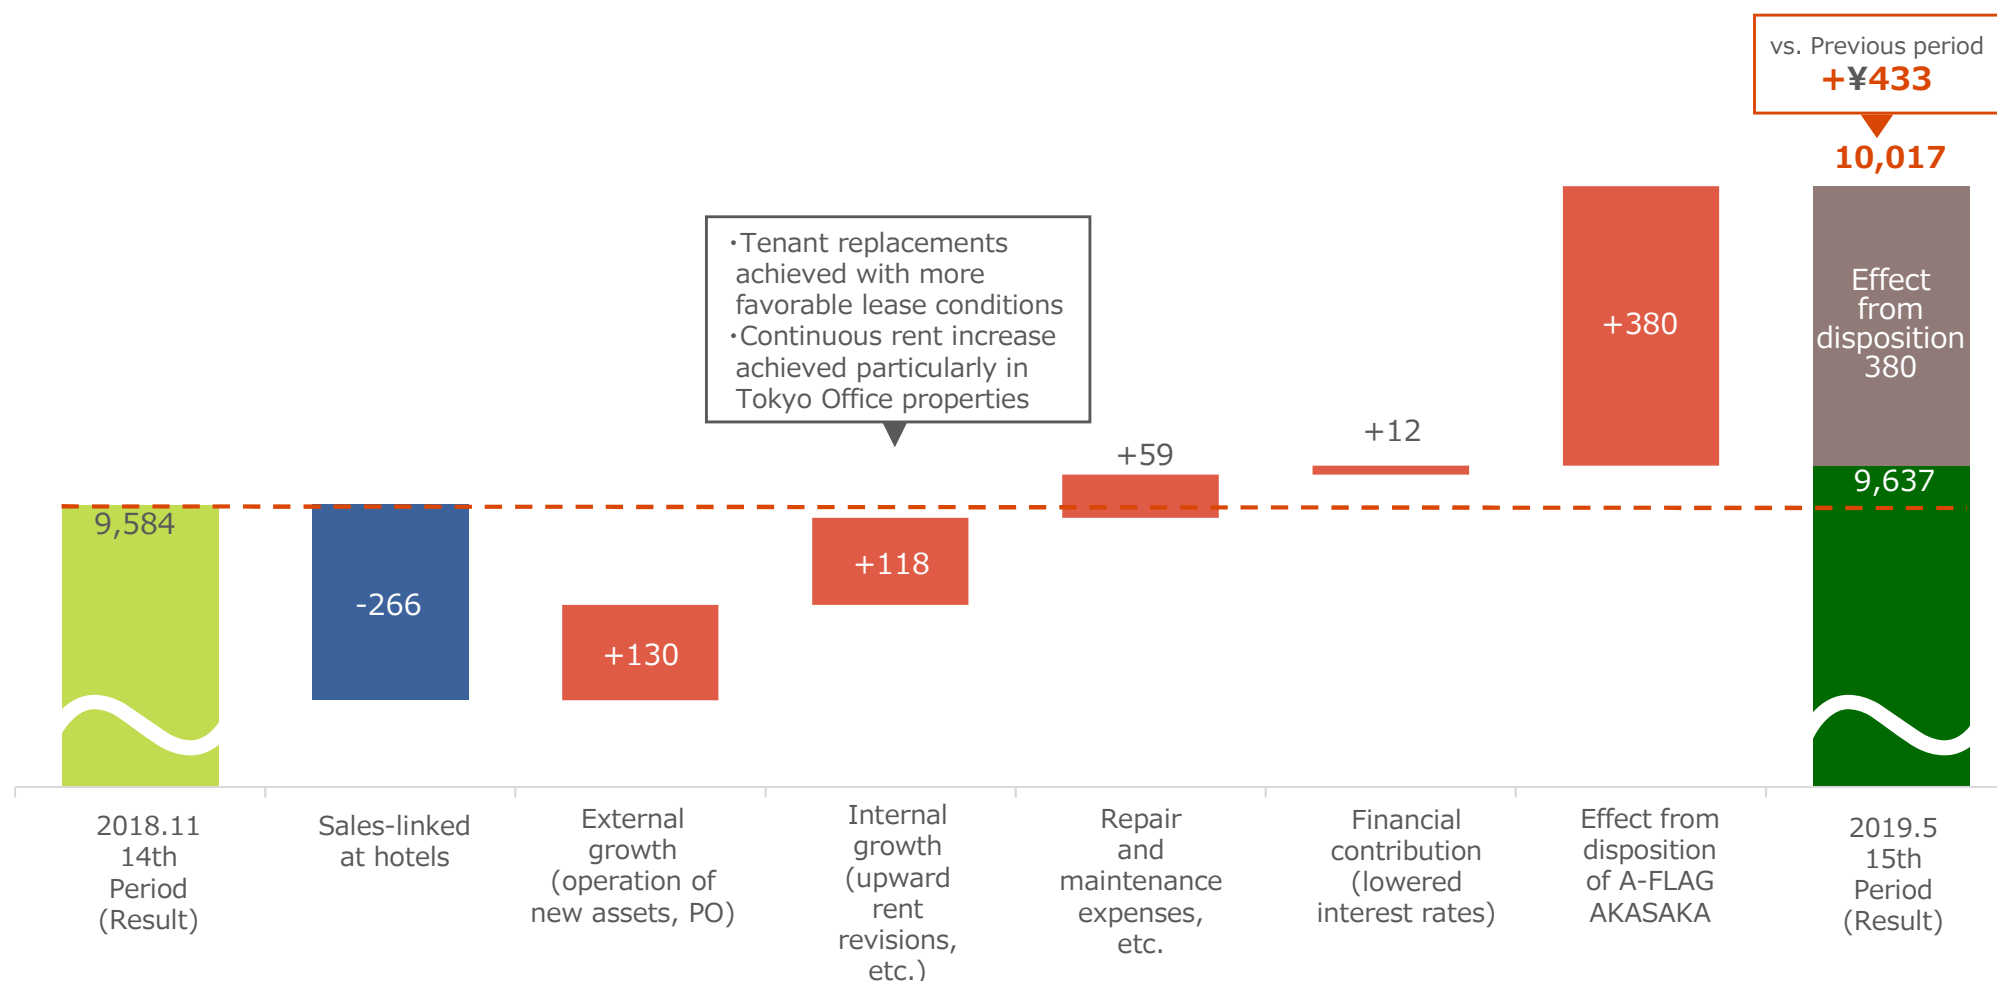 vs. Previous period
+¥433
10,017
・Tenant replacements
achieved with more
favorable lease conditions
・Continuous rent increase
achieved particularly in
Tokyo Office properties
9,584
-266
+130
+118
+59
+12
+380
Effect
from
disposition
380
9,637
2018.11
14th
Period
(Result)
Sales-linked
at hotels
External
growth
(operation of
new assets, PO)
Internal
growth
(upward
rent
revisions,
etc.)
Repair
and
maintenance
expenses,
etc.
Financial
contribution
(lowered
interest rates)
Effect from
disposition
of A-FLAG
AKASAKA
2019.5
15th
Period
(Result)